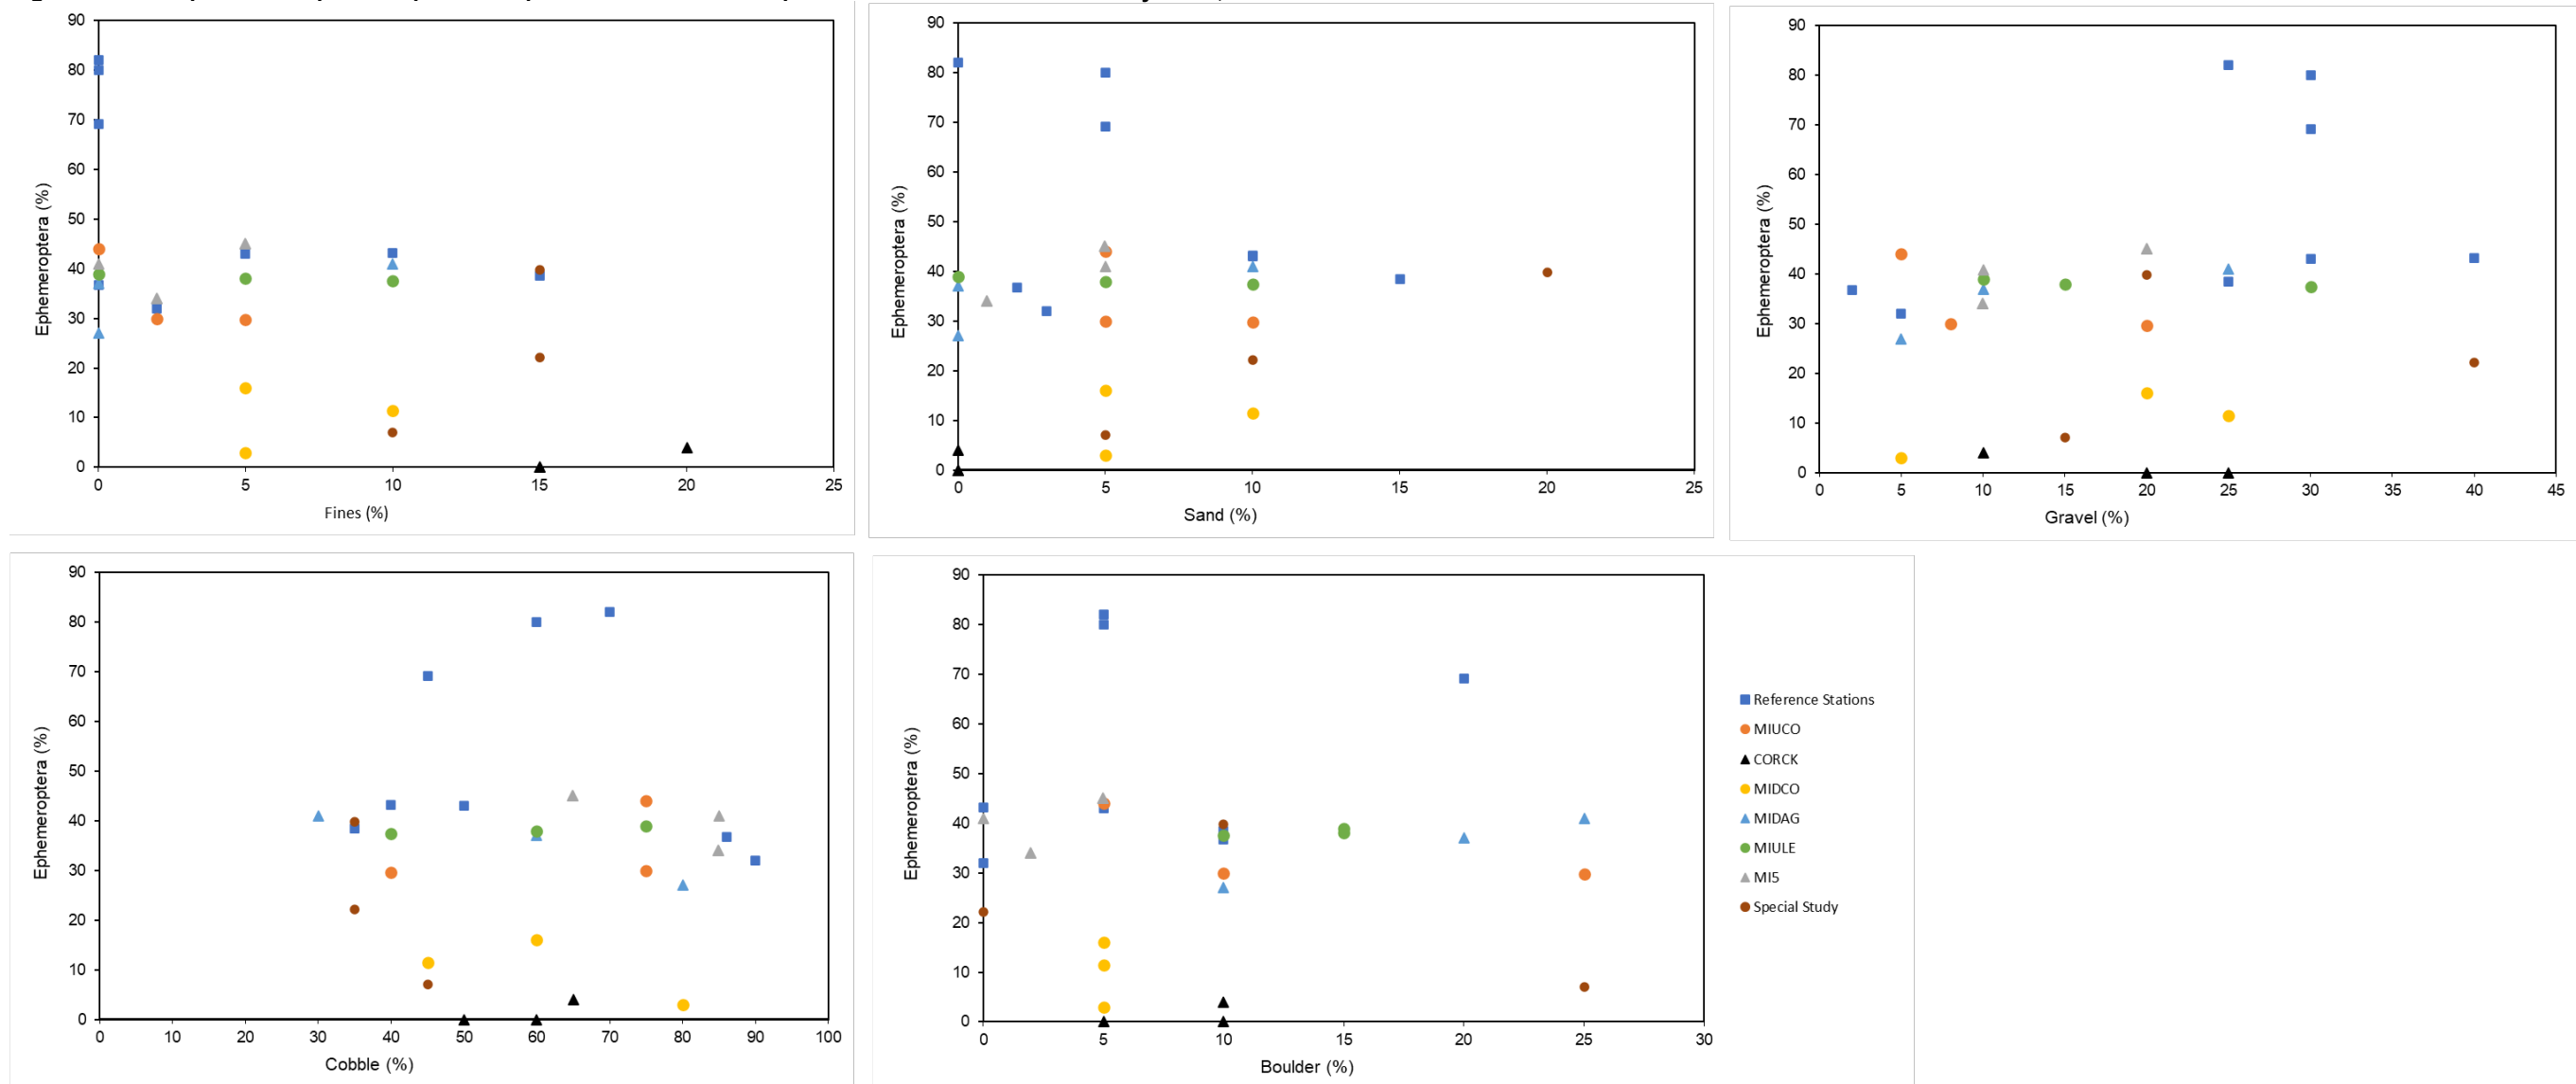 90
80
70
60
50
40
30
20
10
0
Ephemeroptera (%)
0 5 10 15 20 25
Fines (%)
90
80
70
60
50
40
30
20
10
0
Ephemeroptera (%)
0 5 10 15 20 25
Sand (%)
90
80
70
60
50
40
30
20
10
0
Ephemeroptera (%)
0 5 10 15 20 25 30 35 40 45
Gravel (%)
90
80
70
60
50
40
30
20
10
0
Ephemeroptera (%)
0 10 20 30 40 50 60 70 80 90 100
Cobble (%)
90
80
70
60
50
40
30
20
10
0
Ephemeroptera (%)
0 5 10 15 20 25 30
Boulder (%)
Reference Stations
MIUCO
CORCK
MIDCO
MIDAG
MIULE
MI5
Special Study